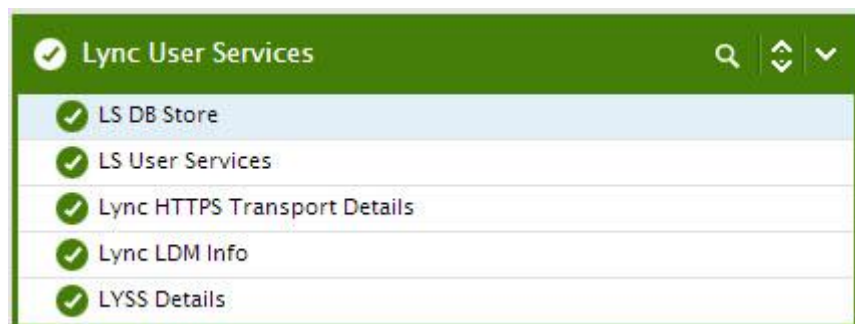 Lync User Services
LS DB Store
LS User Services
Lync HTTPS Transport Details
Lync LDM Info
LYSS Details